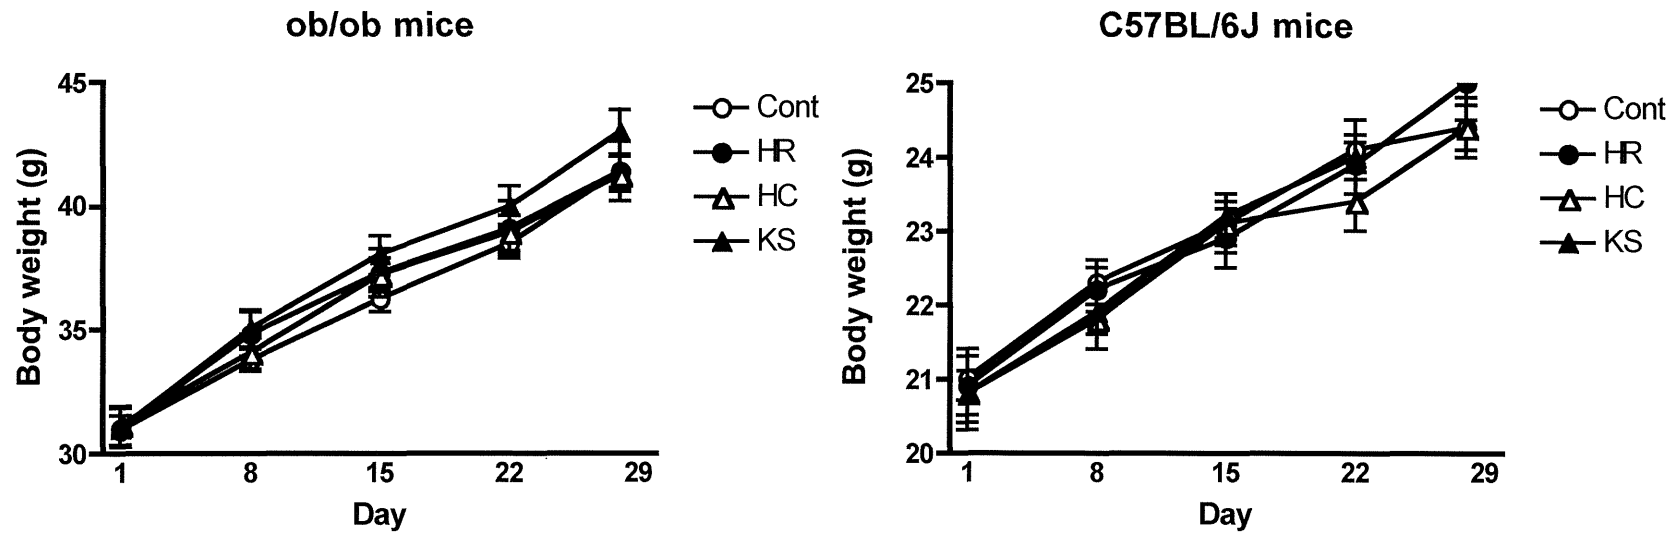 ob/ob mice
45
40
35
30
1 8 15 22 29
Day
Body weight (g)
Cont
HR
HC
KS
C57BL/6J mice
25
24
23
22
21
20
1 8 15 22 29
Day
Body weight (g)
Cont
HR
HC
KS